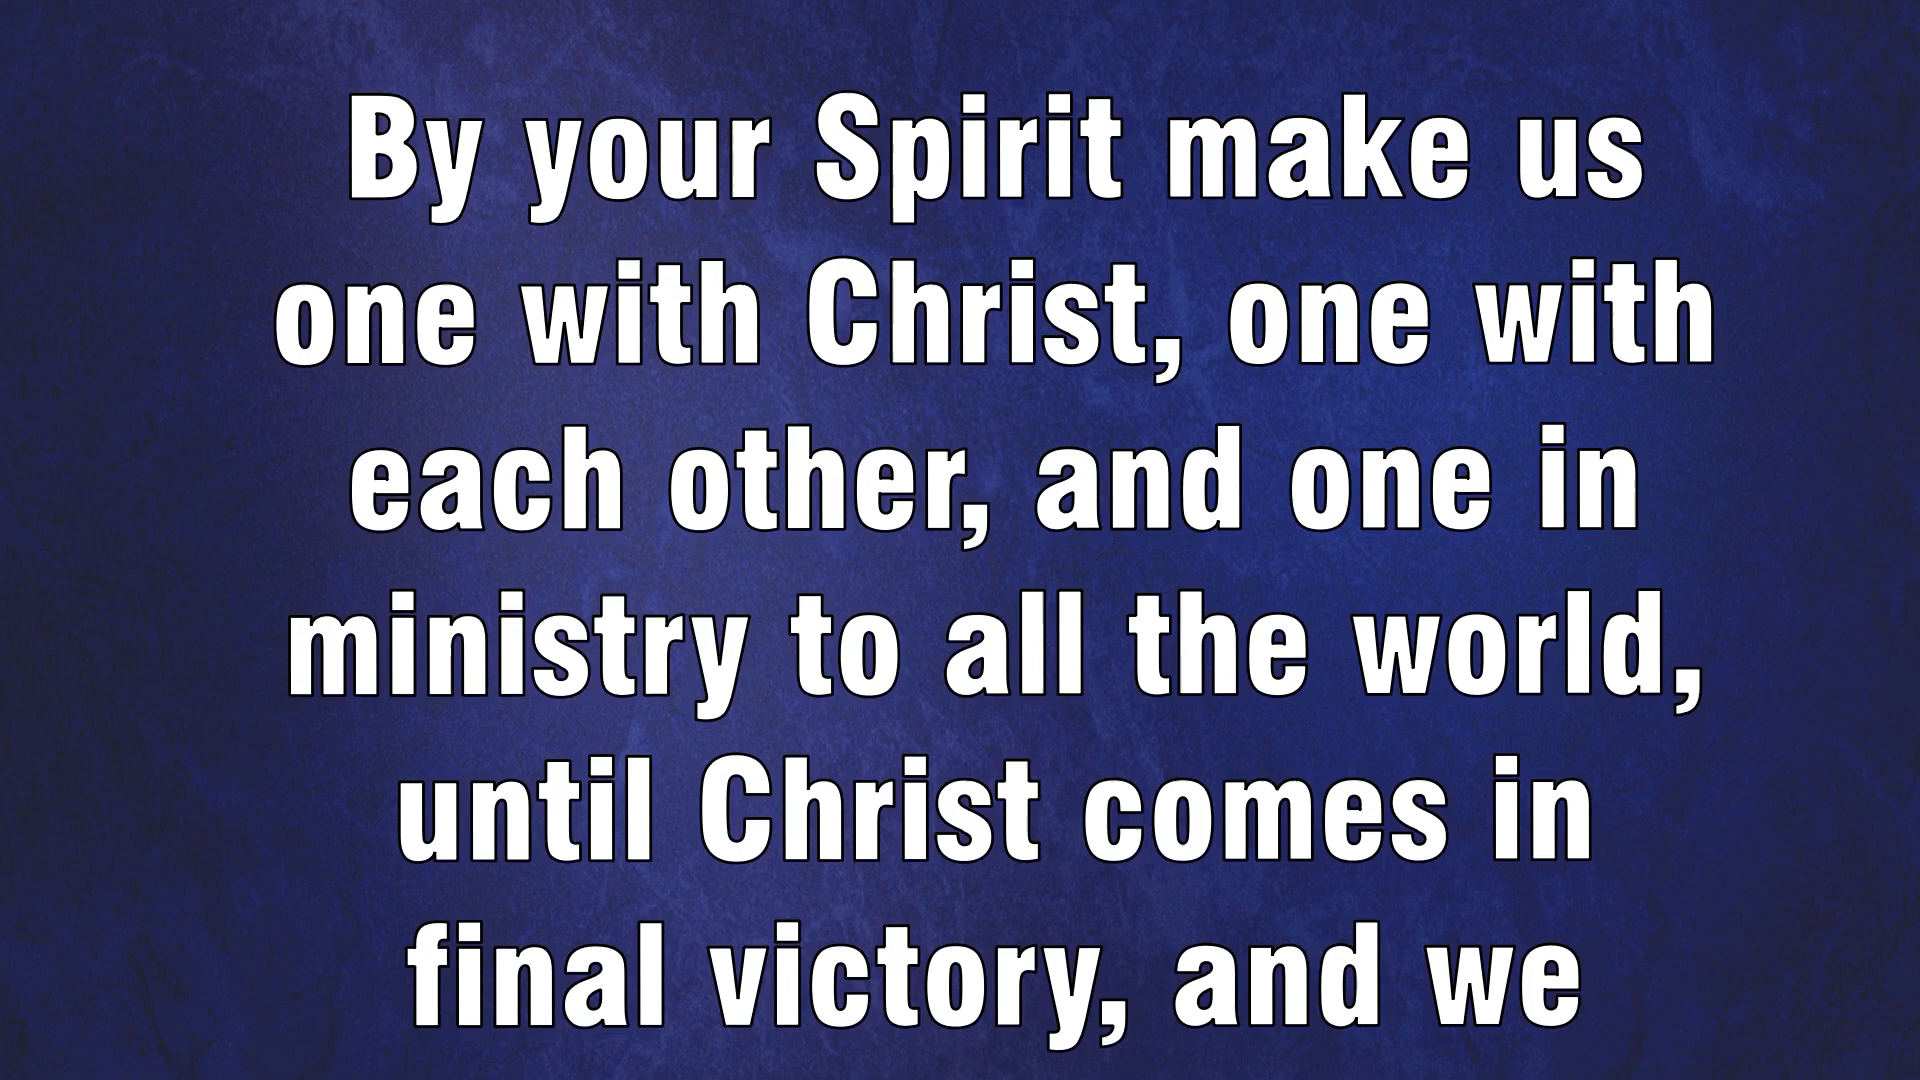 By your Spirit make us
one with Christ, one with
each other, and one in
ministry to all the world,
until Christ comes in
final victory, and we